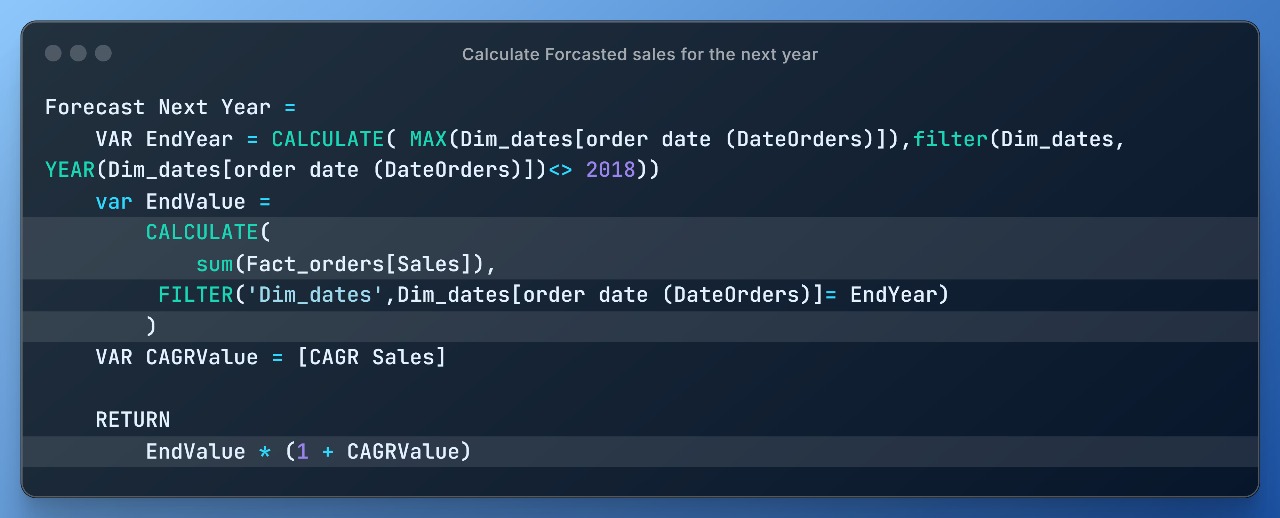 Calculate Forcasted sales for the next year
Forecast Next Year =
VAR EndYear = CALCULATE( MAX(Dim_dates[order date (DateOrders)]),filter(Dim_dates,
YEAR(Dim_dates[order date (DateOrders)])<> 2018))
var EndValue =
CALCULATE(
sum(Fact_orders[Sales]),
FILTER('Dim_dates',Dim_dates[order date (DateOrders)]= EndYear)
)
VAR CAGRValue = [CAGR Sales]
RETURN
EndValue * (1 + CAGRValue)